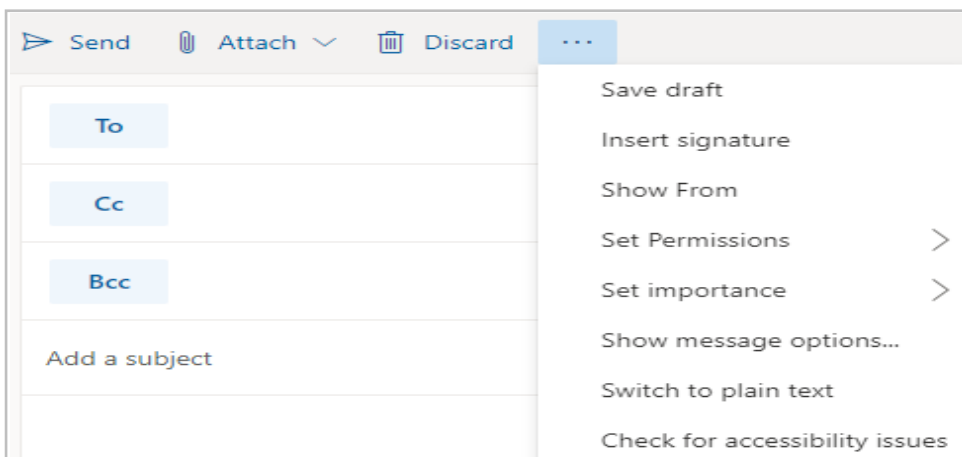 Send Attach Discard ...
Save draft
To
Insert signature
Show From
Cc
Set Permissions
Bcc
Set importance
Show message options...
Add a subject
Switch to plain text
Check for accessibility issues